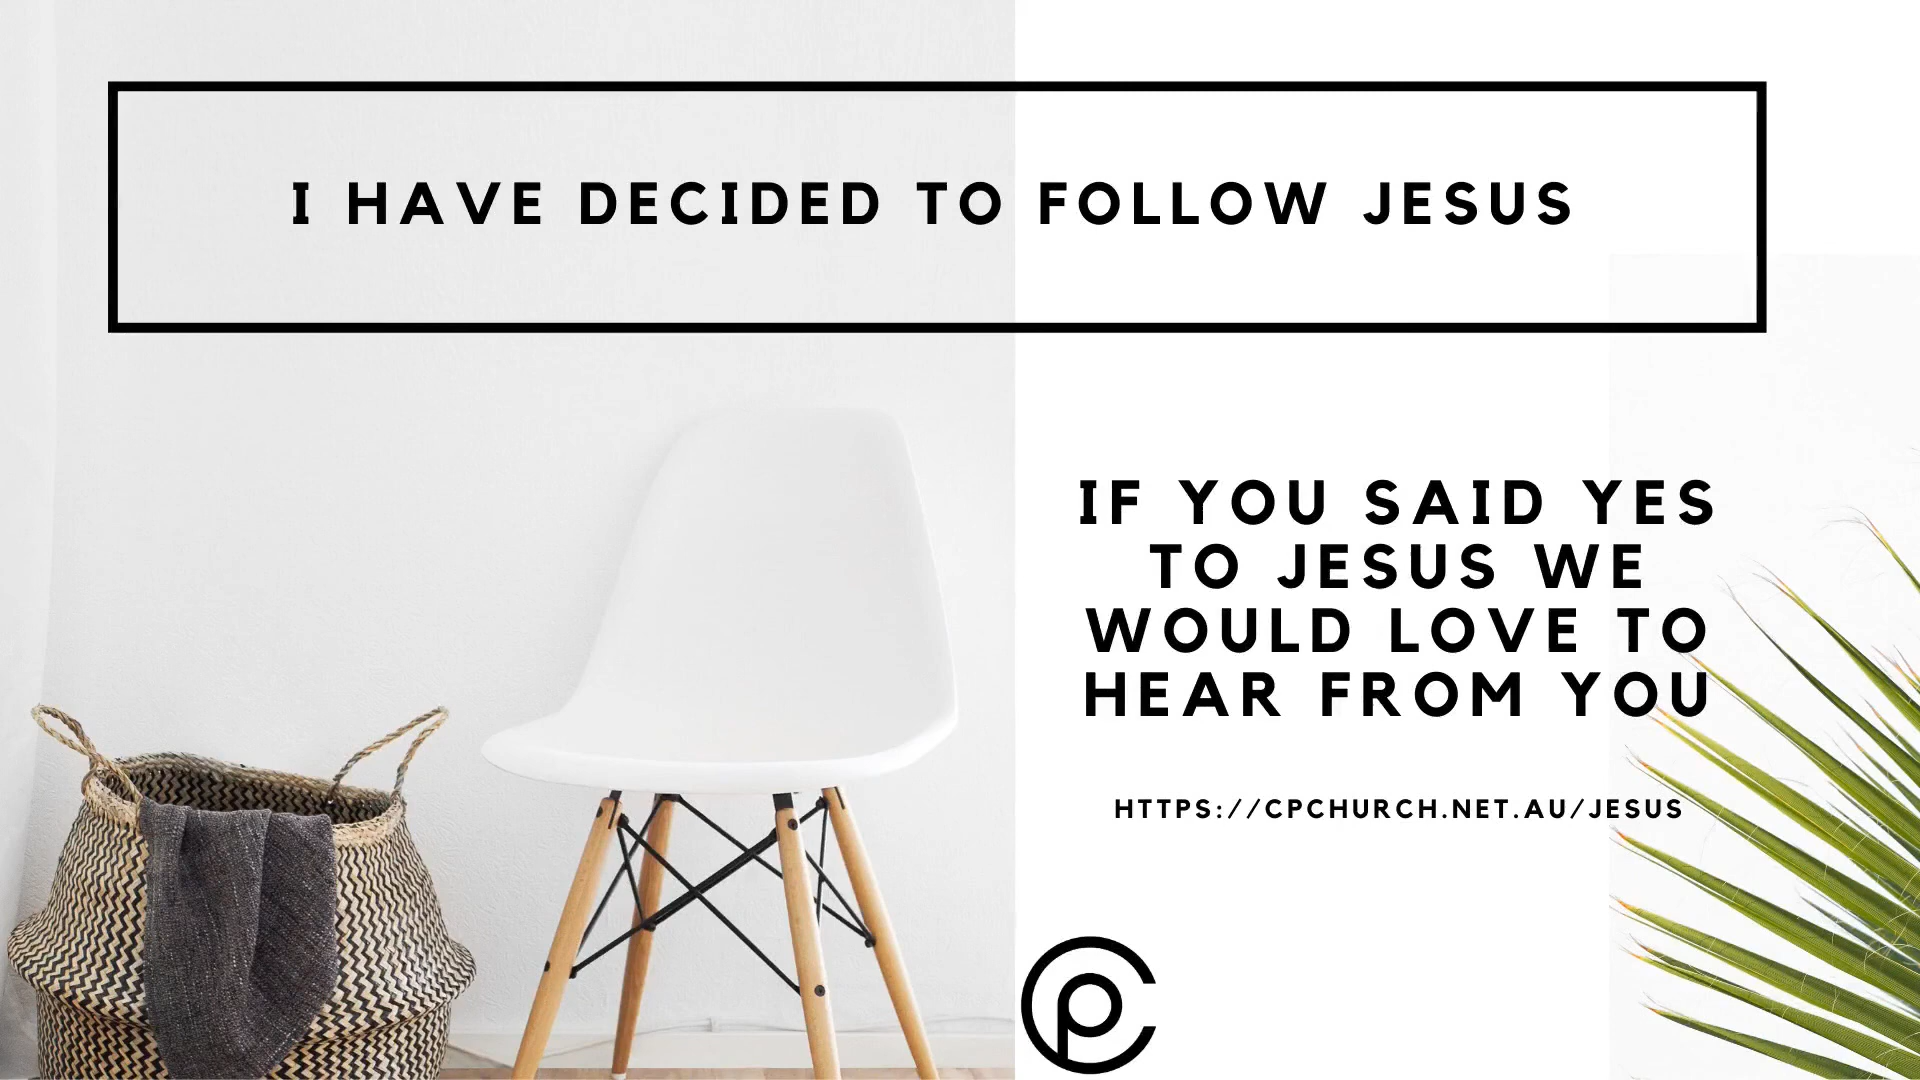 I HAVE DECIDED TO FOLLOW JESUS
IF YOU SAID YES
TO JESUS WE
WOULD LOVE TO
HEAR FROM YOU
HTTPS://CPCHURCH.NET.AU/JESUS
CP